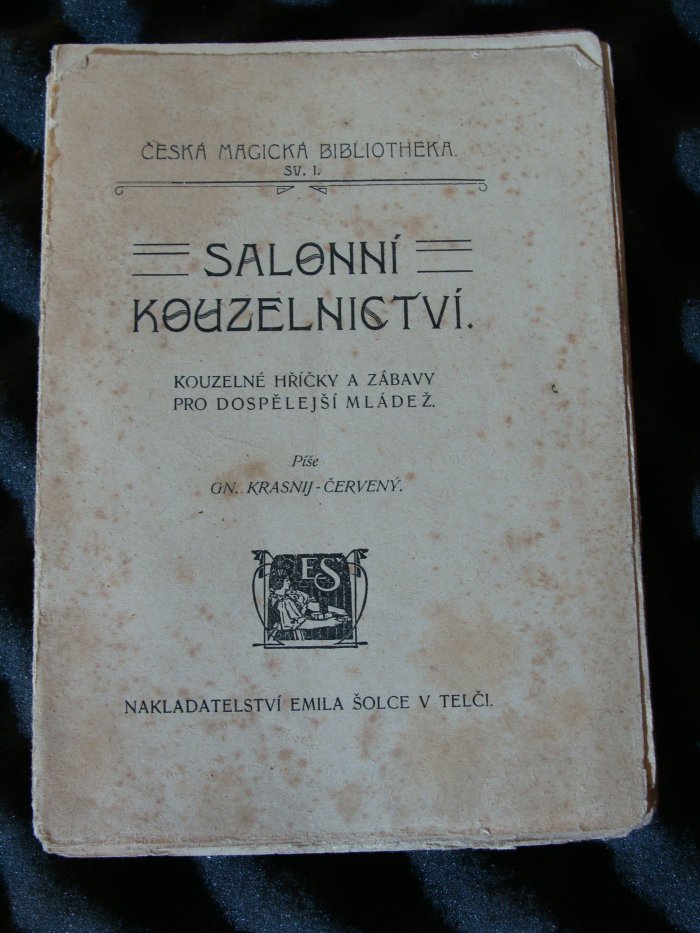 ČESKÁ MAGICKÁ BIBLIOTHEKA.
SV. I.
SALONNÍ
KOUZELNICTVÍ.
KOUZELNÉ HŘÍČKY A ZÁBAVY
PRO DOSPĚLEJŠÍ MLÁDEŽ.
Píše
GN. KRASNIJ-ČERVENÝ.
ES
NAKLADATELSTVÍ EMILA ŠOLCE V TELČI.